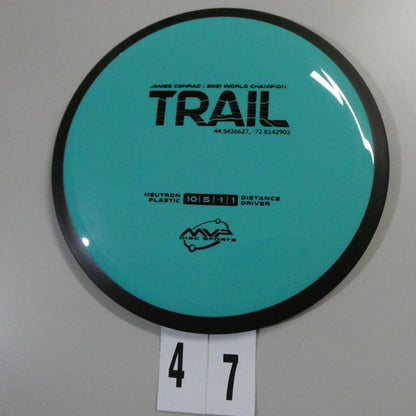 JAMES CONRAD / 2021 WORLD CHAMPION
TRAIL
44.5436627, -72.8142903
NEUTRON PLASTIC 10 | 5 | -1 | 1 DISTANCE DRIVER
MVP
DISC SPORTS
4 7